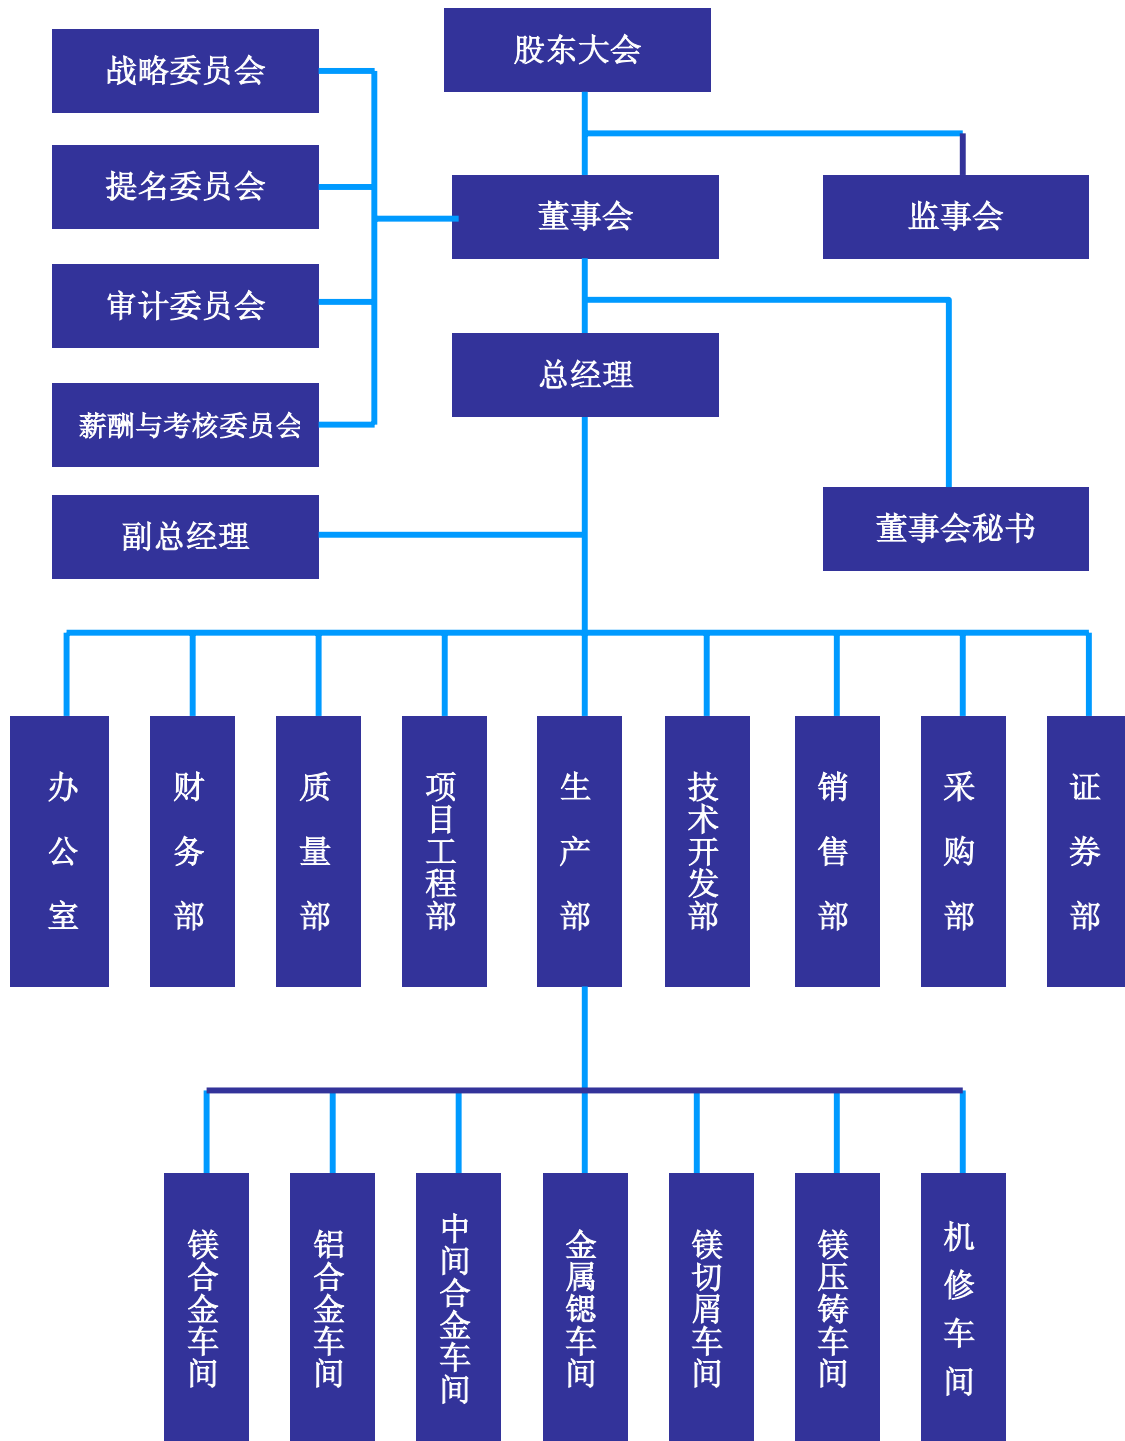 股东大会
战略委员会
提名委员会
董事会
监事会
审计委员会
总经理
薪酬与考核委员会
副总经理
董事会秘书
办公室
财务部
质量部
项目工程部
生产部
技术开发部
销售部
采购部
证券部
镁合金车间
铝合金车间
中间合金车间
金属锶车间
镁切屑车间
镁压铸车间
机修车间